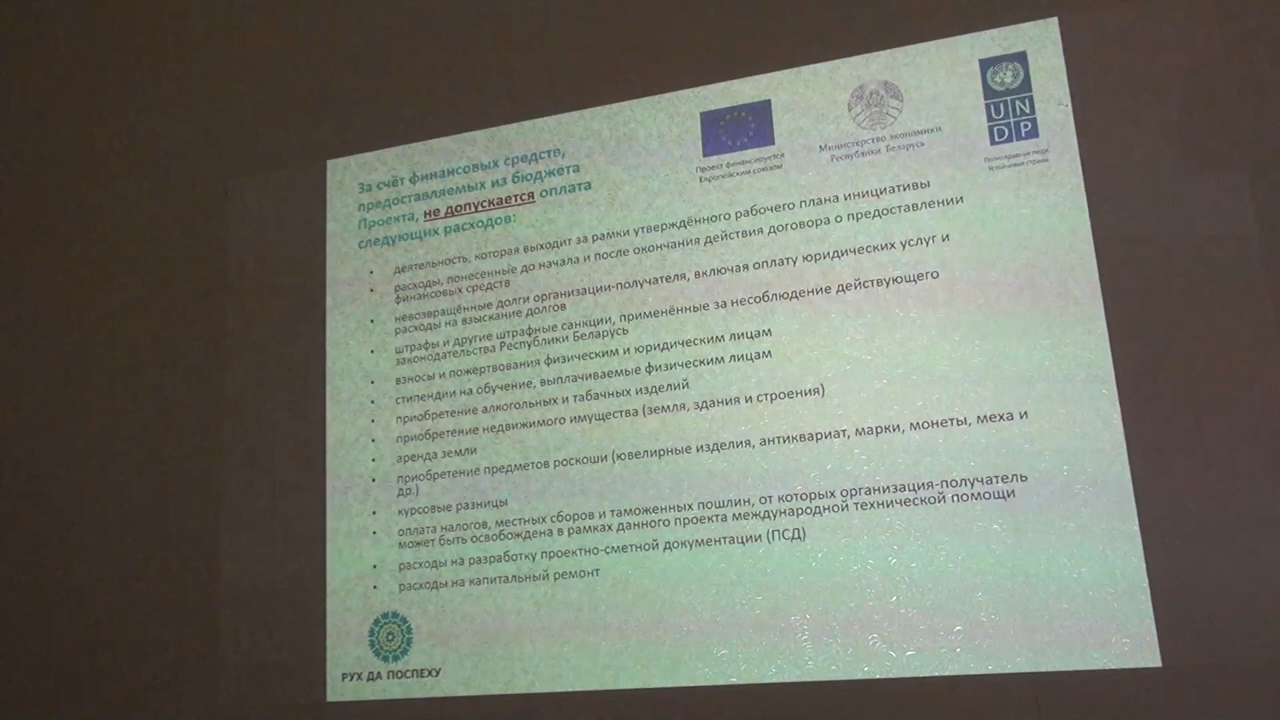 За счёт финансовых средств,
предоставляемых из бюджета
Проекта, не допускается оплата
следующих расходов:
Проект финансируется
Европейским союзом
Министерство экономики
Республики Беларусь
UN
DP
Устойчивые страны
• деятельность, которая выходит за рамки утверждённого рабочего плана инициативы
• расходы, понесенные до начала и после окончания действия договора о предоставлении
финансовых средств
• невозвращённые долги организации-получателя, включая оплату юридических услуг и
расходы на взыскание долгов
• штрафы и другие штрафные санкции, применённые за несоблюдение действующего
законодательства Республики Беларусь
• взносы и пожертвования физическим и юридическим лицам
• стипендии на обучение, выплачиваемые физическим лицам
• приобретение алкогольных и табачных изделий
• приобретение недвижимого имущества (земля, здания и строения)
• аренда земли
• приобретение предметов роскоши (ювелирные изделия, антиквариат, марки, монеты, меха и
др.)
• курсовые разницы
• оплата налогов, местных сборов и таможенных пошлин, от которых организация-получатель
может быть освобождена в рамках данного проекта международной технической помощи
• расходы на разработку проектно-сметной документации (ПСД)
• расходы на капитальный ремонт
РУХ ДА ПОСПЕХУ